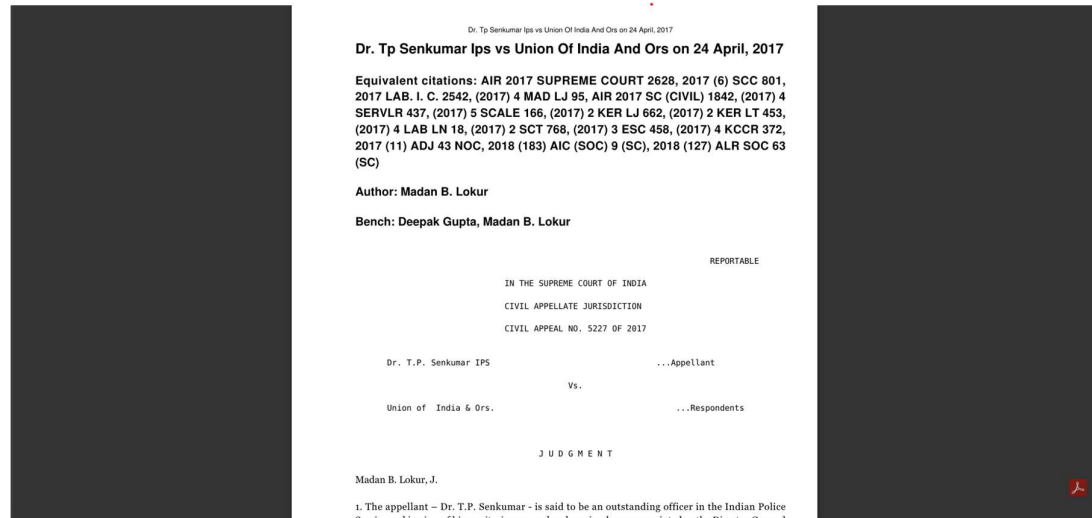 Dr. Tp Senkumar Ips vs Union Of India And Ors on 24 April, 2017
Dr. Tp Senkumar Ips vs Union Of India And Ors on 24 April, 2017
Equivalent citations: AIR 2017 SUPREME COURT 2628, 2017 (6) SCC 801,
2017 LAB. I. C. 2542, (2017) 4 MAD LJ 95, AIR 2017 SC (CIVIL) 1842, (2017) 4
SERVLR 437, (2017) 5 SCALE 166, (2017) 2 KER LJ 662, (2017) 2 KER LT 453,
(2017) 4 LAB LN 18, (2017) 2 SCT 768, (2017) 3 ESC 458, (2017) 4 KCCR 372,
2017 (11) ADJ 43 NOC, 2018 (183) AIC (SOC) 9 (SC), 2018 (127) ALR SOC 63
(SC)
Author: Madan B. Lokur
Bench: Deepak Gupta, Madan B. Lokur
REPORTABLE
IN THE SUPREME COURT OF INDIA
CIVIL APPELLATE JURISDICTION
CIVIL APPEAL NO. 5227 OF 2017
Dr. T.P. Senkumar IPS ...Appellant
Vs.
Union of India & Ors. ...Respondents
J U D G M E N T
Madan B. Lokur, J.
1. The appellant – Dr. T.P. Senkumar - is said to be an outstanding officer in the Indian Police